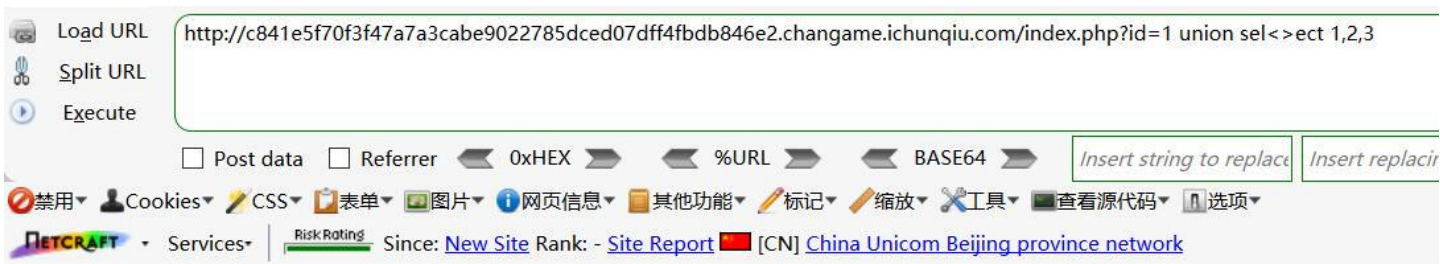 Load URL http://c841e5f70f3f47a7a3cabe9022785dced07dff4fbdb846e2.changame.ichunqiu.com/index.php?id=1 union sel<>ect 1,2,3
Split URL
Execute
Post data Referrer 0xHEX %URL BASE64 Insert string to replace Insert replacin
禁用 Cookies CSS 表单 图片 网页信息 其他功能 标记 缩放 工具 查看源代码 选项
NETCRAFT Services Risk Rating Since: New Site Rank: - Site Report [CN] China Unicom Beijing province network